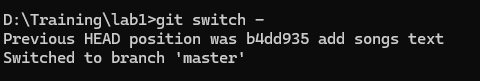 D:\Training\lab1>git switch -
Previous HEAD position was b4dd935 add songs text
Switched to branch 'master'